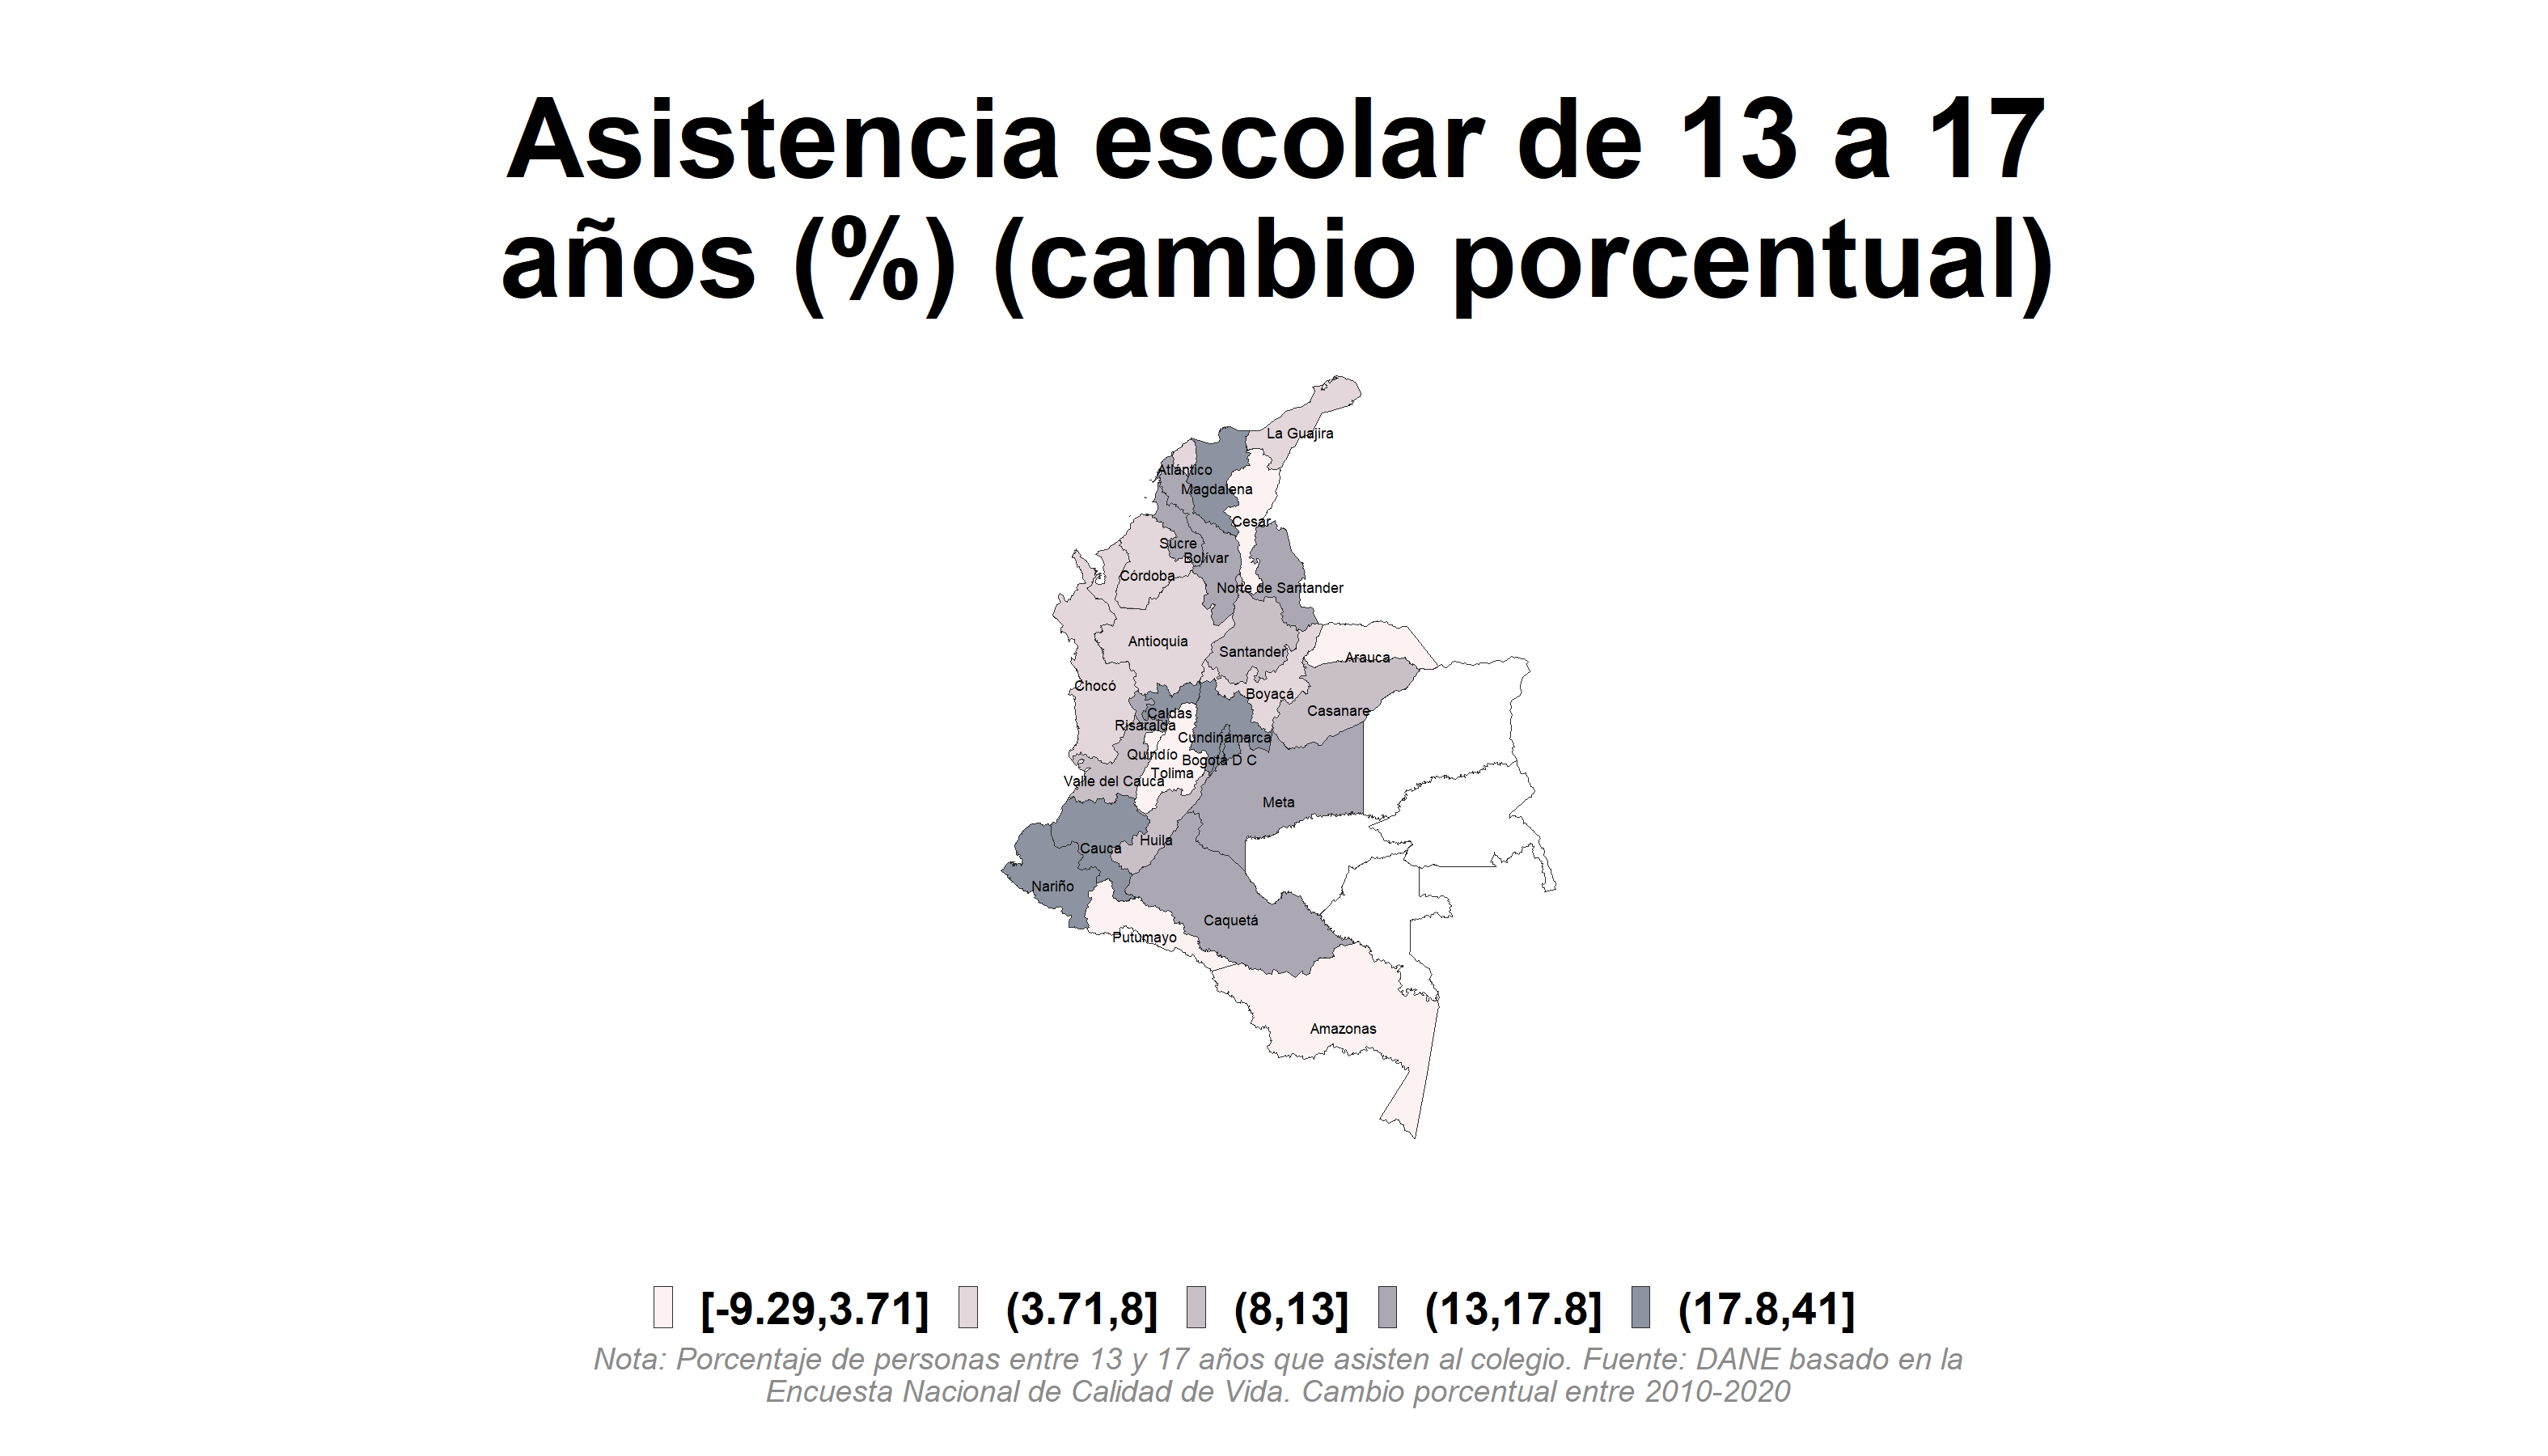 Asistencia escolar de 13 a 17
años (%) (cambio porcentual)
La Guajira
Atlántico
Magdalena
Cesar
Sucre
Bolívar
Córdoba
Norte de Santander
Antioquia
Santander
Arauca
Chocó
Boyacá
Casanare
Caldas
Risaralda
Cundinamarca
Quindío
Bogotá D C
Tolima
Valle del Cauca
Meta
Huila
Cauca
Nariño
Caquetá
Putumayo
Amazonas
[-9.29,3.71] (3.71,8] (8,13] (13,17.8] (17.8,41]
Nota: Porcentaje de personas entre 13 y 17 años que asisten al colegio. Fuente: DANE basado en la
Encuesta Nacional de Calidad de Vida. Cambio porcentual entre 2010-2020